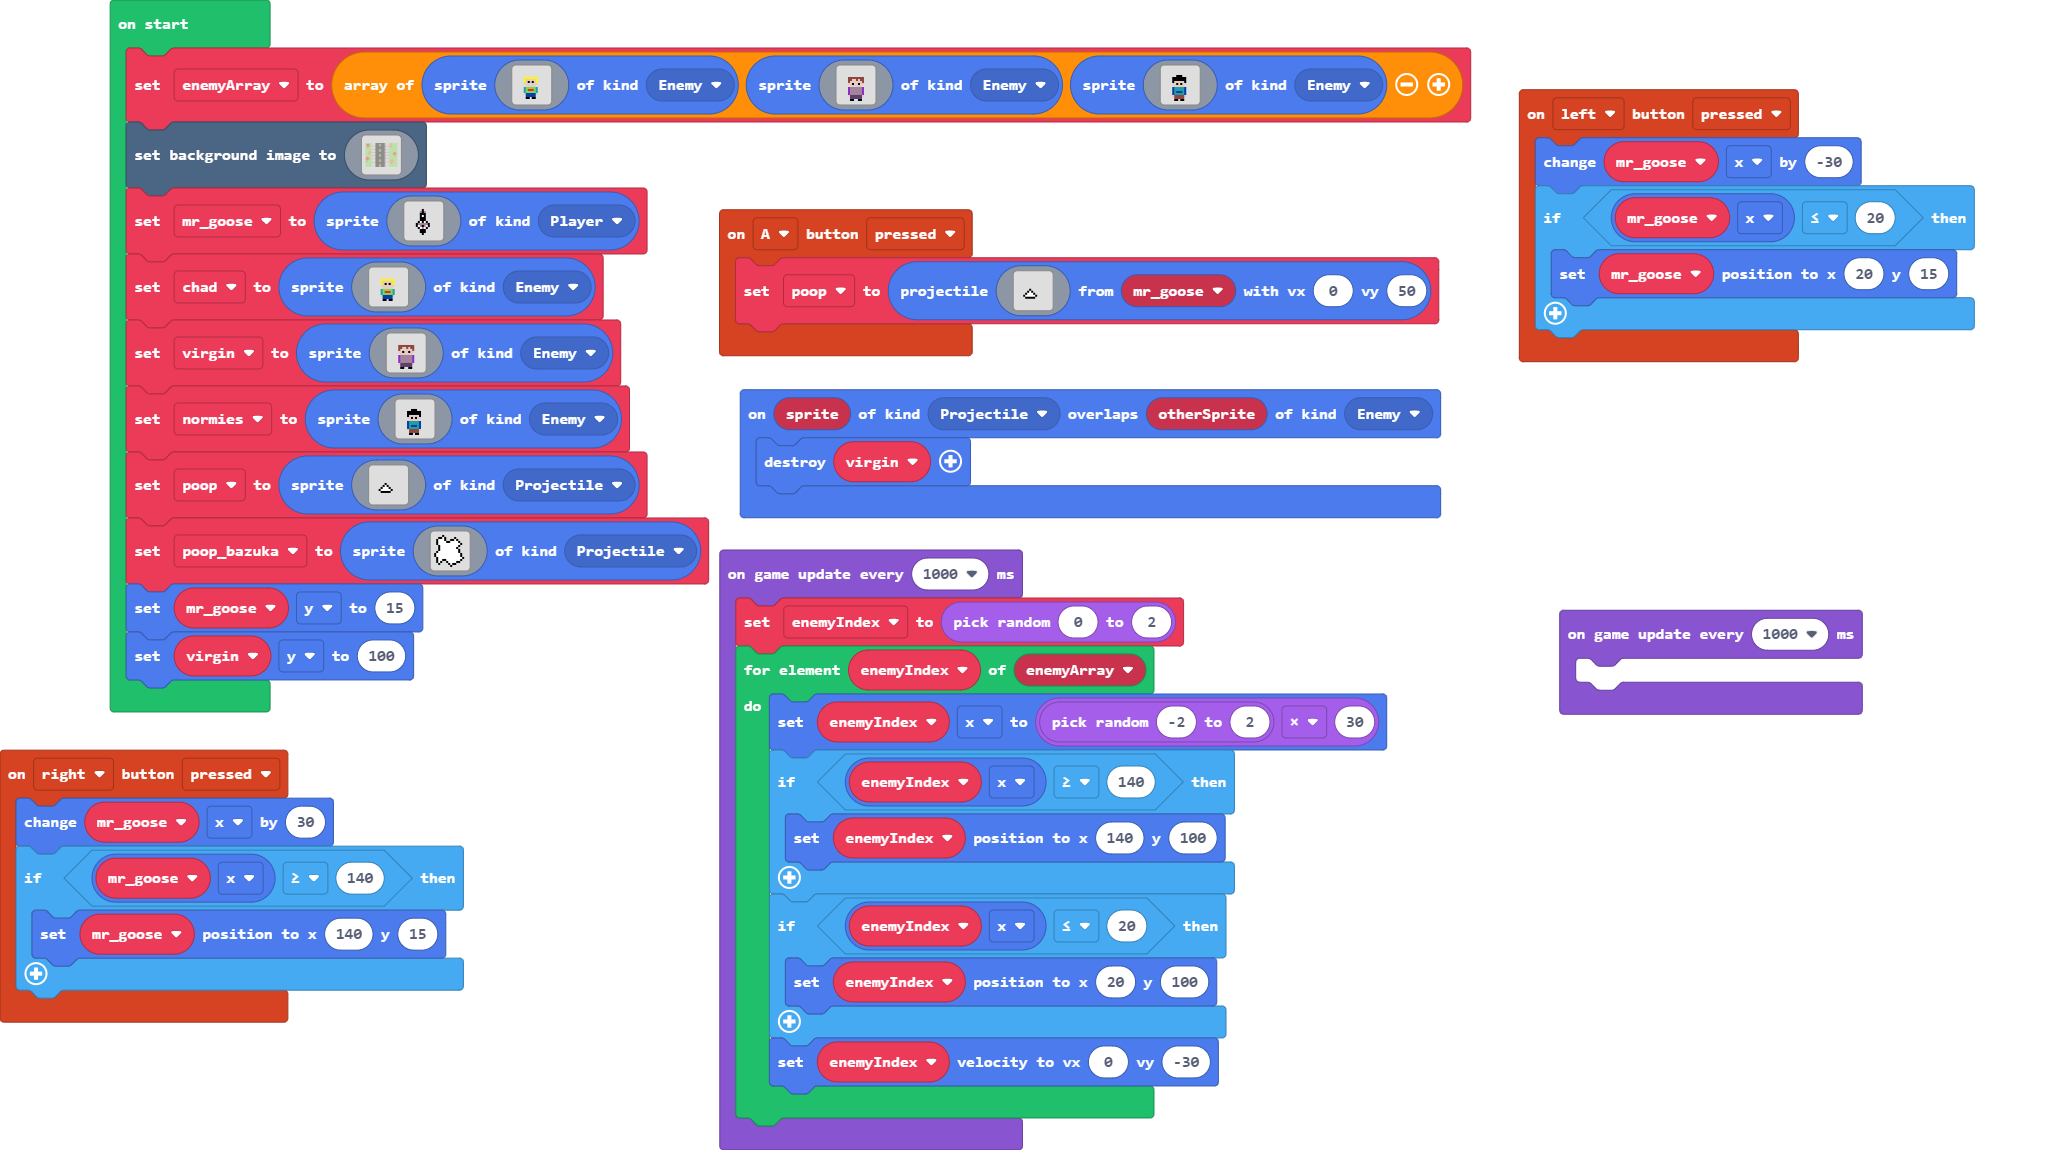 on start
set enemyArray to array of sprite of kind Enemy sprite of kind Enemy sprite of kind Enemy
set background image to
set mr_goose to sprite of kind Player
set chad to sprite of kind Enemy
set virgin to sprite of kind Enemy
set normies to sprite of kind Enemy
set poop to sprite of kind Projectile
set poop_bazuka to sprite of kind Projectile
set mr_goose y to 15
set virgin y to 100
on right button pressed
change mr_goose x by 30
if mr_goose x ≥ 140 then
set mr_goose position to x 140 y 15
on A button pressed
set poop to projectile from mr_goose with vx 0 vy 50
on sprite of kind Projectile overlaps otherSprite of kind Enemy
destroy virgin
on game update every 1000 ms
set enemyIndex to pick random 0 to 2
for element enemyIndex of enemyArray
do
set enemyIndex x to pick random -2 to 2 × 30
if enemyIndex x ≥ 140 then
set enemyIndex position to x 140 y 100
if enemyIndex x ≤ 20 then
set enemyIndex position to x 20 y 100
set enemyIndex velocity to vx 0 vy -30
on left button pressed
change mr_goose x by -30
if mr_goose x ≤ 20 then
set mr_goose position to x 20 y 15
on game update every 1000 ms